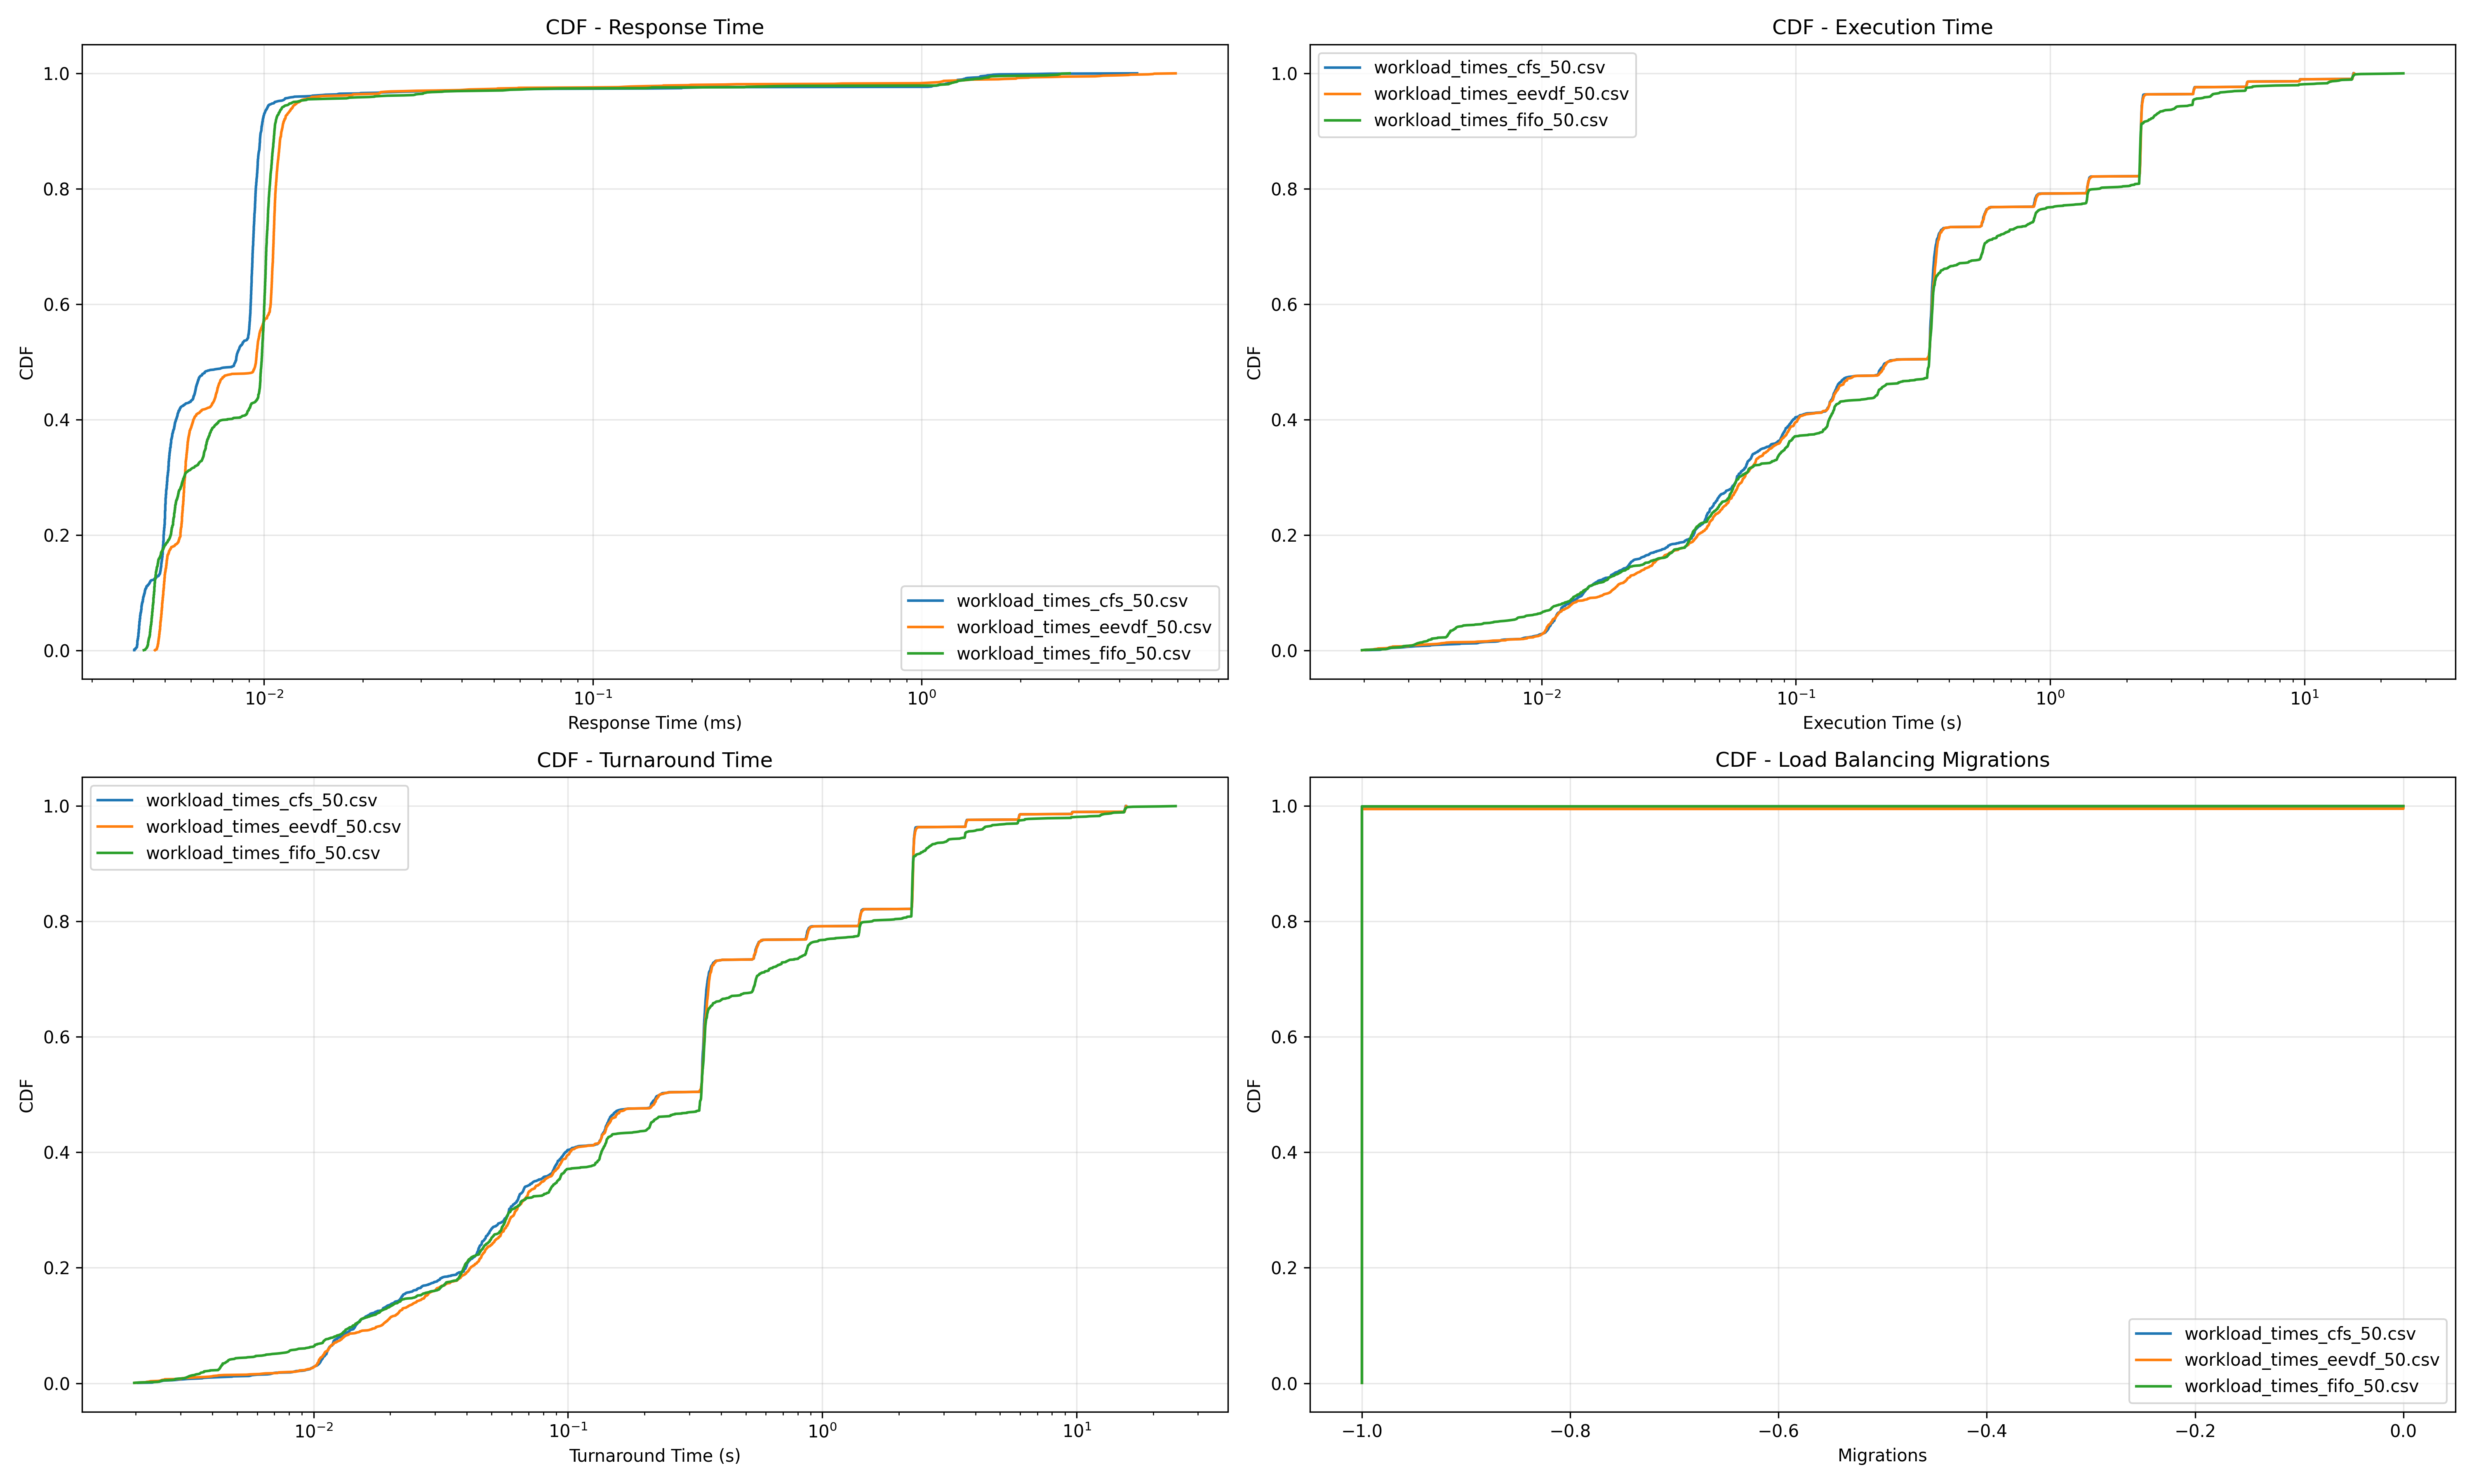 CDF - Response Time
CDF
1.0
0.8
0.6
0.4
0.2
0.0
10⁻²
10⁻¹
10⁰
Response Time (ms)
workload_times_cfs_50.csv
workload_times_eevdf_50.csv
workload_times_fifo_50.csv
CDF - Execution Time
CDF
1.0
0.8
0.6
0.4
0.2
0.0
10⁻²
10⁻¹
10⁰
10¹
Execution Time (s)
workload_times_cfs_50.csv
workload_times_eevdf_50.csv
workload_times_fifo_50.csv
CDF - Turnaround Time
CDF
1.0
0.8
0.6
0.4
0.2
0.0
10⁻²
10⁻¹
10⁰
10¹
Turnaround Time (s)
workload_times_cfs_50.csv
workload_times_eevdf_50.csv
workload_times_fifo_50.csv
CDF - Load Balancing Migrations
CDF
1.0
0.8
0.6
0.4
0.2
0.0
−1.0
−0.8
−0.6
−0.4
−0.2
0.0
Migrations
workload_times_cfs_50.csv
workload_times_eevdf_50.csv
workload_times_fifo_50.csv